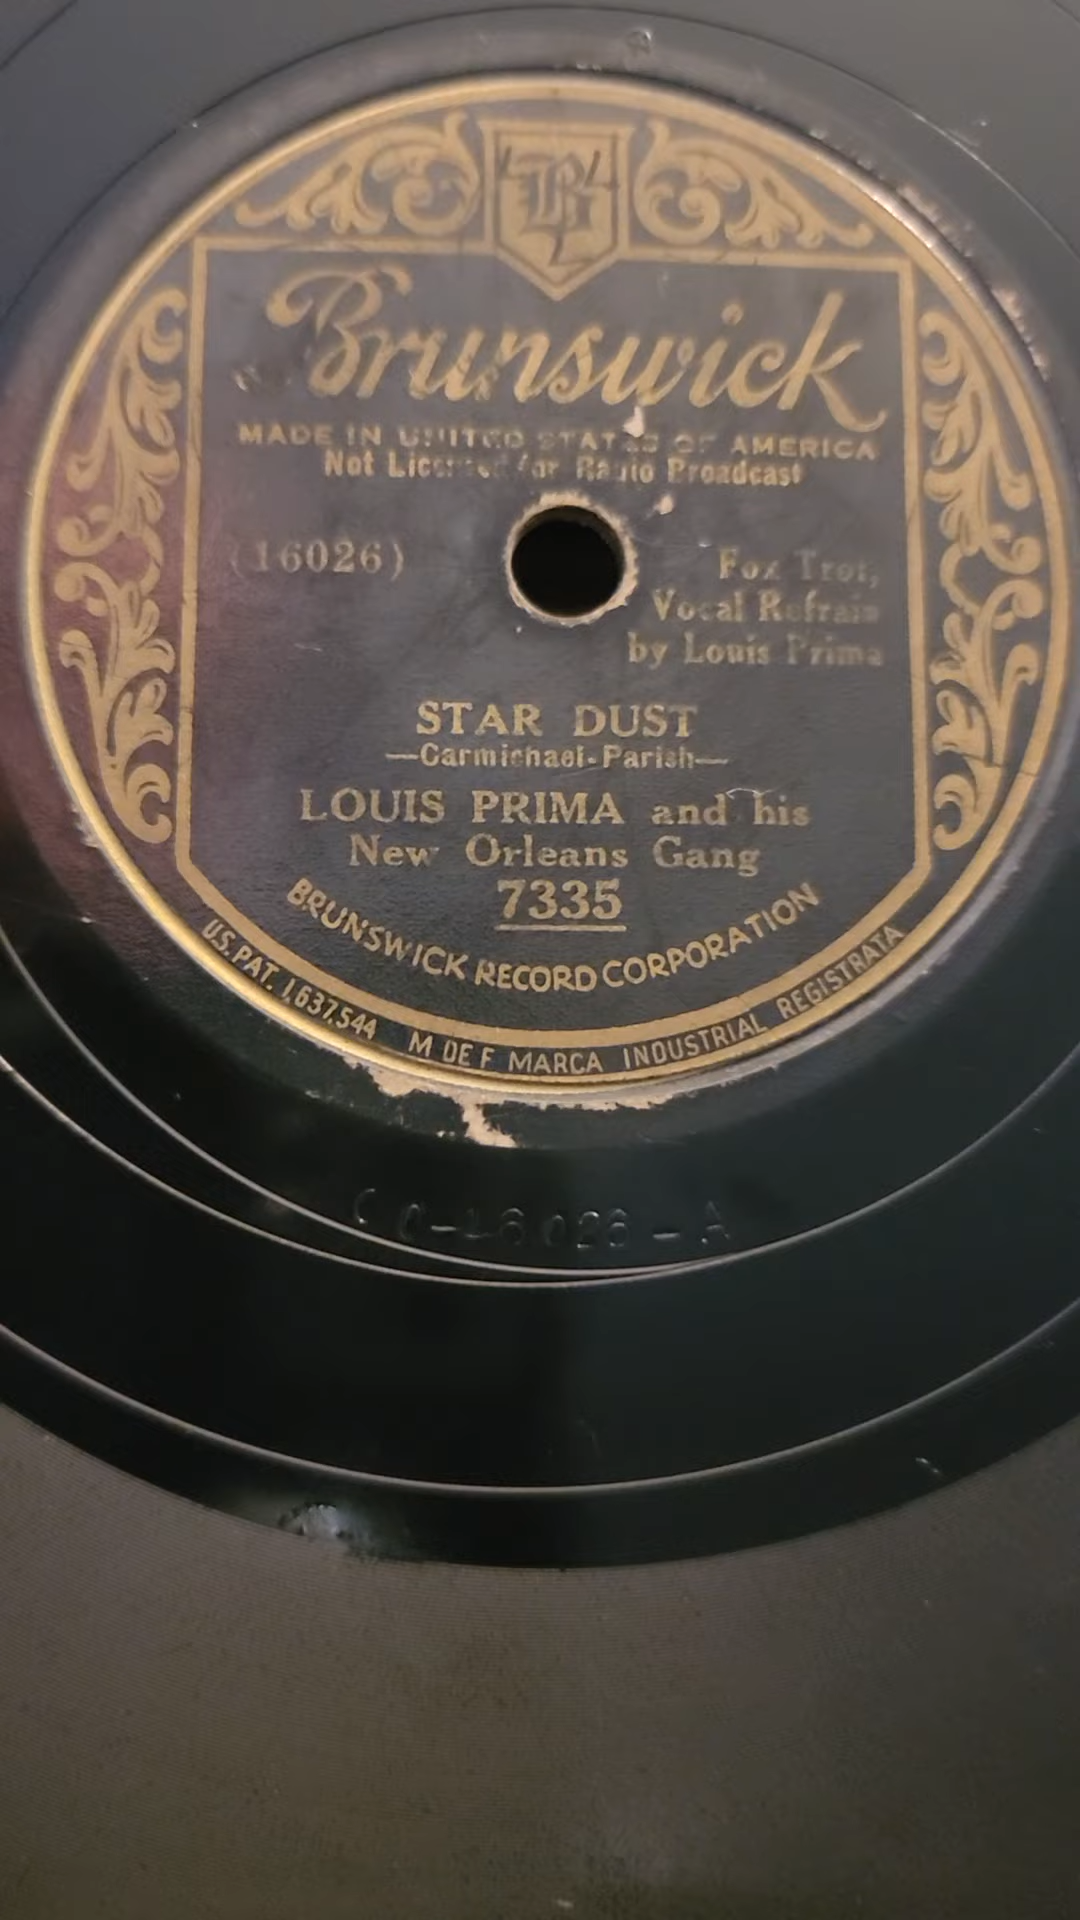 B
Brunswick
MADE IN UNITED STATES OF AMERICA
Not Licensed for Radio Broadcast
(16026)
Fox Trot,
Vocal Refrain
by Louis Prima
STAR DUST
—Carmichael-Parish—
LOUIS PRIMA and his
New Orleans Gang
7335
BRUNSWICK RECORD CORPORATION
U.S. PAT. 1,637,544 M DE F MARCA INDUSTRIAL REGISTRATA